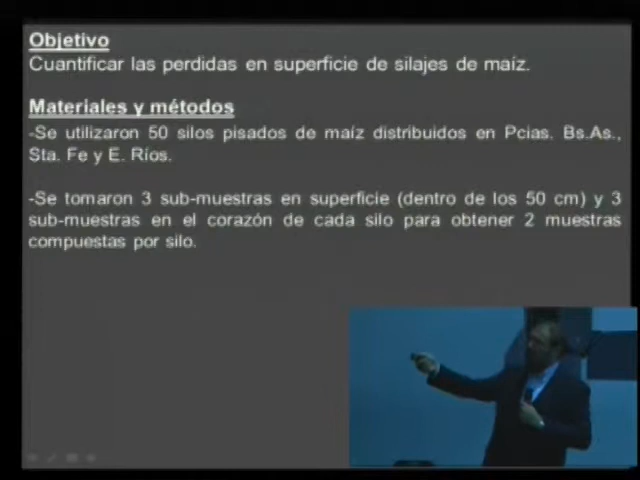 Objetivo
Cuantificar las perdidas en superficie de silajes de maíz.
Materiales y métodos
-Se utilizaron 50 silos pisados de maíz distribuidos en Pcias. Bs.As.,
Sta. Fe y E. Ríos.
-Se tomaron 3 sub-muestras en superficie (dentro de los 50 cm) y 3
sub-muestras en el corazón de cada silo para obtener 2 muestras
compuestas por silo.